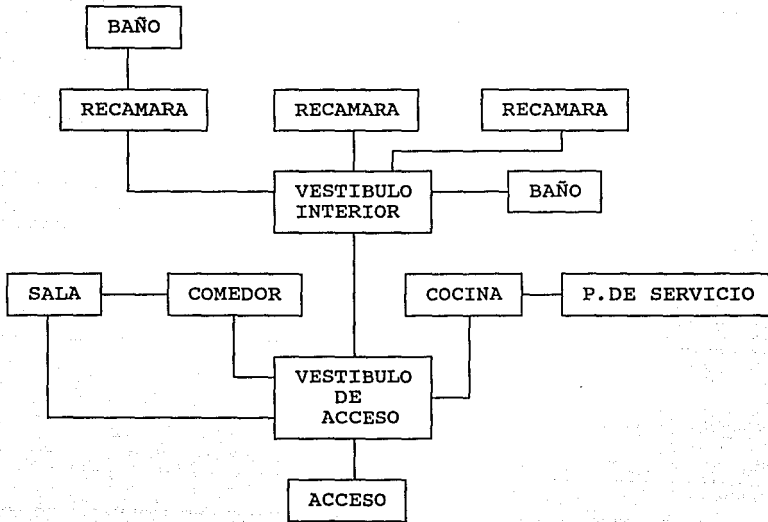 BAÑO
RECAMARA
RECAMARA
RECAMARA
VESTIBULO
INTERIOR
BAÑO
SALA
COMEDOR
COCINA
P.DE SERVICIO
VESTIBULO
DE
ACCESO
ACCESO